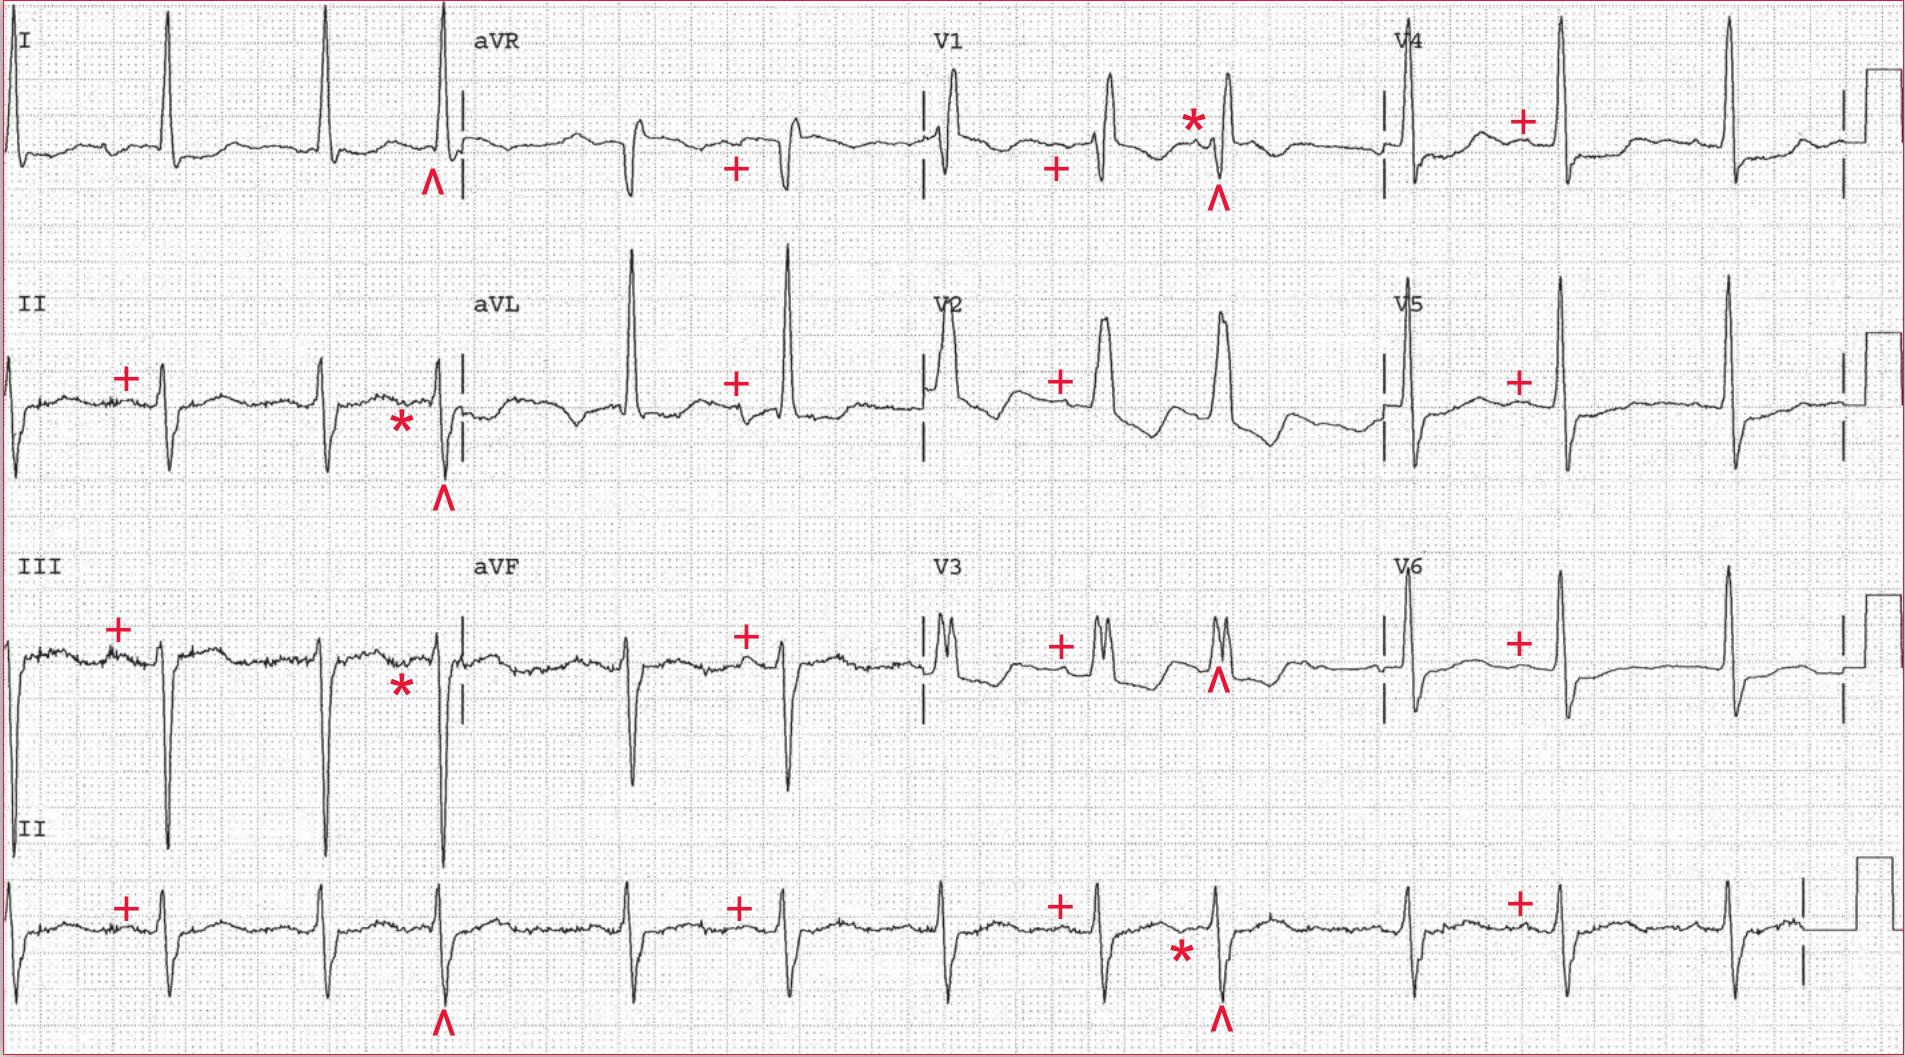 I aVR V1 V4
+ + * + ^ ^
II aVL V2 V5
+ + + + * ^
III aVF V3 V6
+ + + + * ^
II
+ + + + * ^ ^